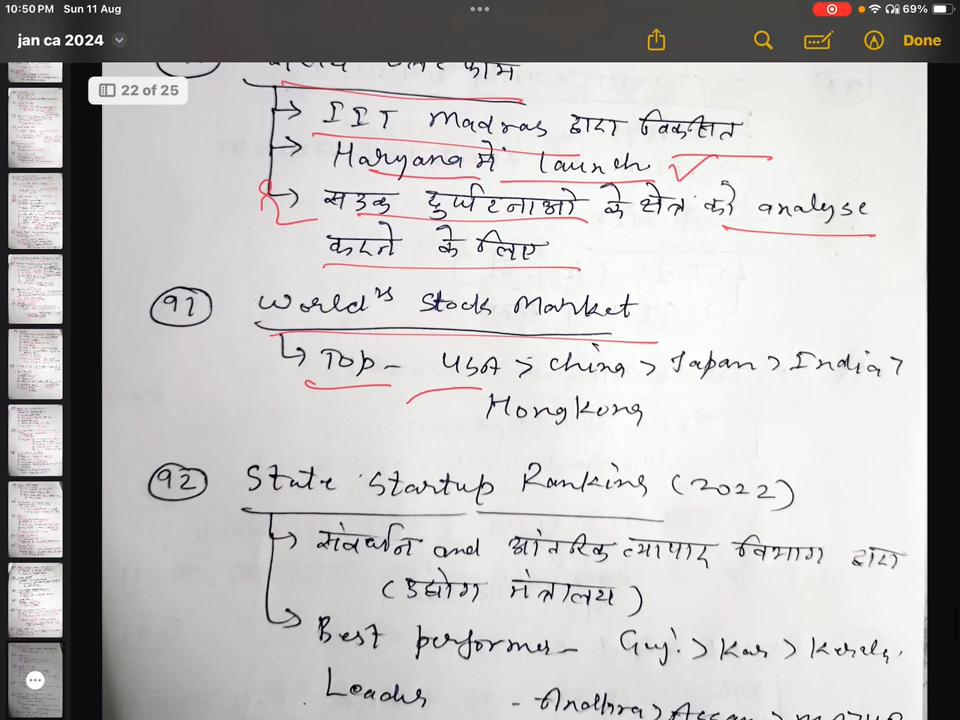 10:50 PM Sun 11 Aug
69%
jan ca 2024
Done
22 of 25
→ IIT Madras द्वारा विकसित
→ Haryana में launch ✓
→ सड़क दुर्घटनाओं के क्षेत्र को analyse
करने के लिए
91 World's Stock Market
↳ Top - USA > China > Japan > India >
HongKong
92 State Startup Ranking (2022)
→ संवर्धन and आंतरिक व्यापार विभाग द्वारा
(उद्योग मंत्रालय)
→ Best performer - Guj. > Kar > Kerala.
Leader - Andhra >